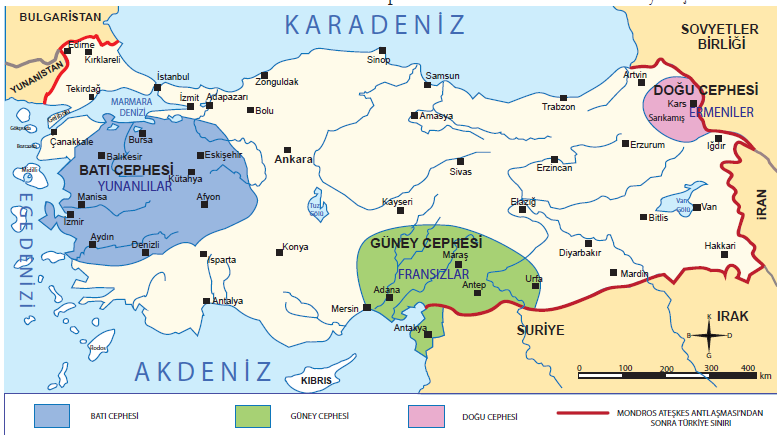 BULGARİSTAN
KARADENİZ
SOVYETLER
BİRLİĞİ
YUNANİSTAN
Edirne
Kırklareli
Tekirdağ
İstanbul
MARMARA
DENİZİ
İzmit
Adapazarı
Zonguldak
Bolu
Sinop
Samsun
Amasya
Trabzon
Artvin
DOĞU CEPHESİ
Kars
Sarıkamış
ERMENİLER
Iğdır
Erzurum
Erzincan
Çanakkale
Bursa
Balıkesir
Eskişehir
BATI CEPHESİ
YUNANLILAR
Kütahya
Manisa
Afyon
İzmir
Aydın
Denizli
Isparta
Antalya
Ankara
Tuz
Gölü
Konya
Kayseri
Sivas
Elazığ
Diyarbakır
Bitlis
Van
Gölü
Van
Hakkari
Mardin
İRAN
GÜNEY CEPHESİ
Maraş
FRANSIZLAR
Adana
Antep
Urfa
Mersin
Antakya
SURİYE
IRAK
EGE DENİZİ
Midilli
Rodos
AKDENİZ
KIBRIS
K
B D
G
0 100 200 300 400
km
BATI CEPHESİ
GÜNEY CEPHESİ
DOĞU CEPHESİ
MONDROS ATEŞKES ANTLAŞMASI'NDAN
SONRA TÜRKİYE SINIRI